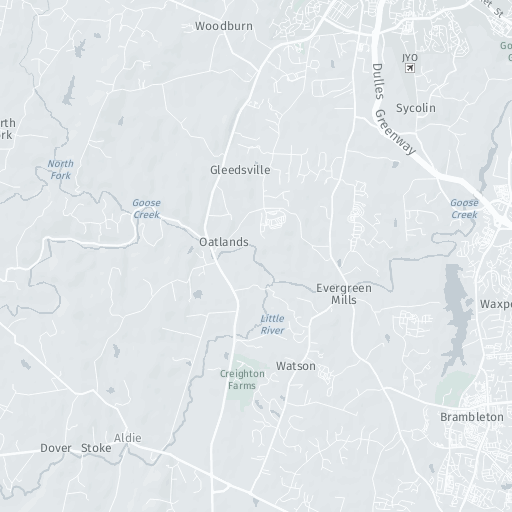 Woodburn
JYO
Dulles Greenway
Sycolin
North
Fork
Gleedsville
Goose
Creek
Goose
Creek
Oatlands
Evergreen
Mills
Little
River
Watson
Creighton
Farms
Brambleton
Aldie
Dover Stoke